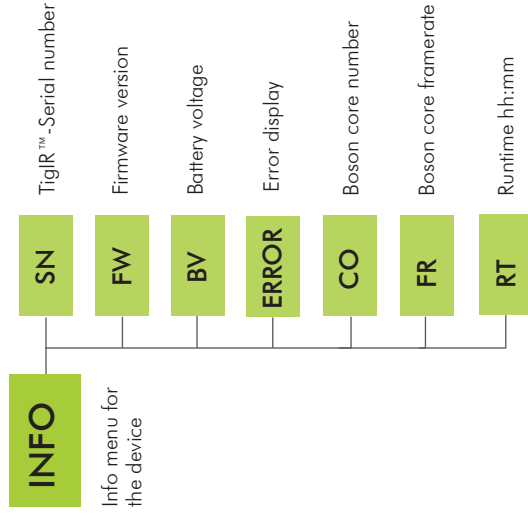 INFO
Info menu for
the device
SN
TigIR™-Serial number
FW
Firmware version
BV
Battery voltage
ERROR
Error display
CO
Boson core number
FR
Boson core framerate
RT
Runtime hh:mm